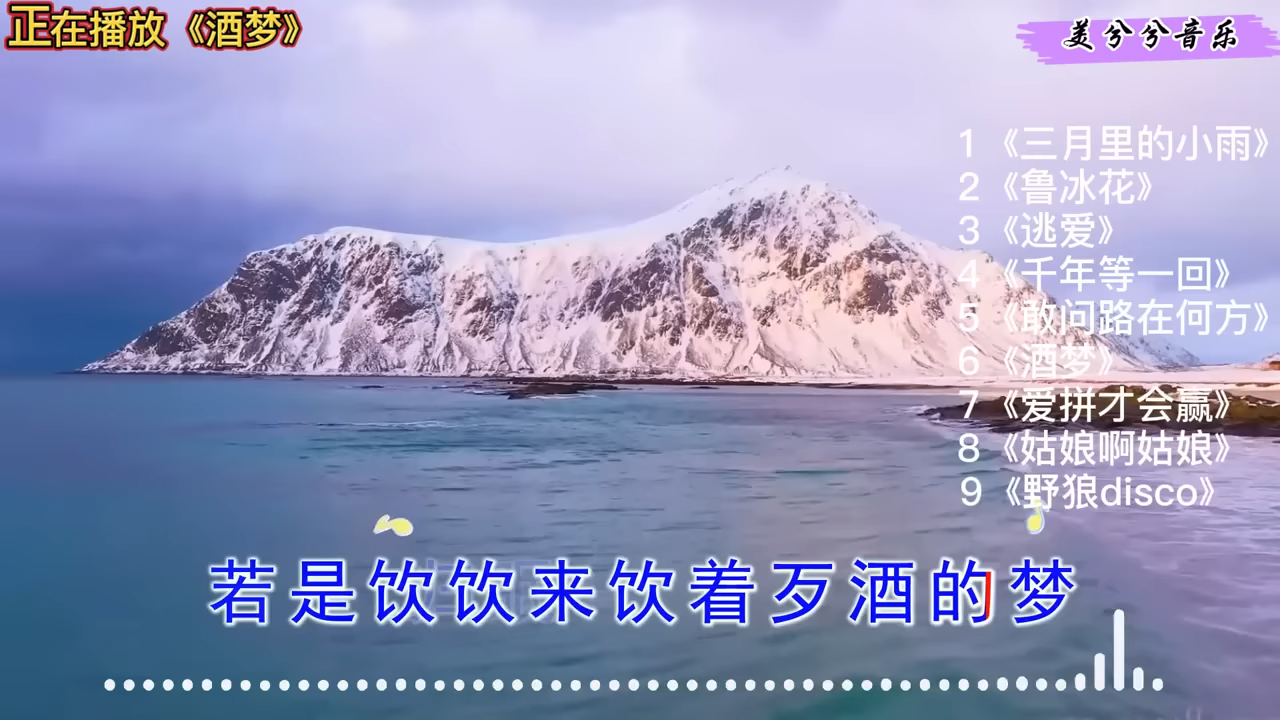 正在播放《酒梦》
美兮兮音乐
1《三月里的小雨》
2《鲁冰花》
3《逃爱》
4《千年等一回》
5《敢问路在何方》
6《酒梦》
7《爱拼才会赢》
8《姑娘啊姑娘》
9《野狼disco》
若是饮饮来饮着歹酒的梦